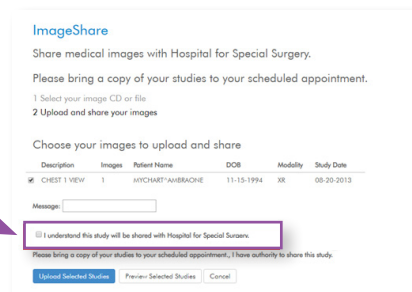 ImageShare
Share medical images with Hospital for Special Surgery.
Please bring a copy of your studies to your scheduled appointment.
1 Select your image CD or file
2 Upload and share your images
Choose your images to upload and share
Description Images Patient Name DOB Modality Study Date
CHEST 1 VIEW 1 MYCHART^AMBRAONE 11-15-1994 XR 08-20-2013
Message:
I understand this study will be shared with Hospital for Special Surgery.
Please bring a copy of your studies to your scheduled appointment., I have authority to share this study.
Upload Selected Studies Preview Selected Studies Cancel